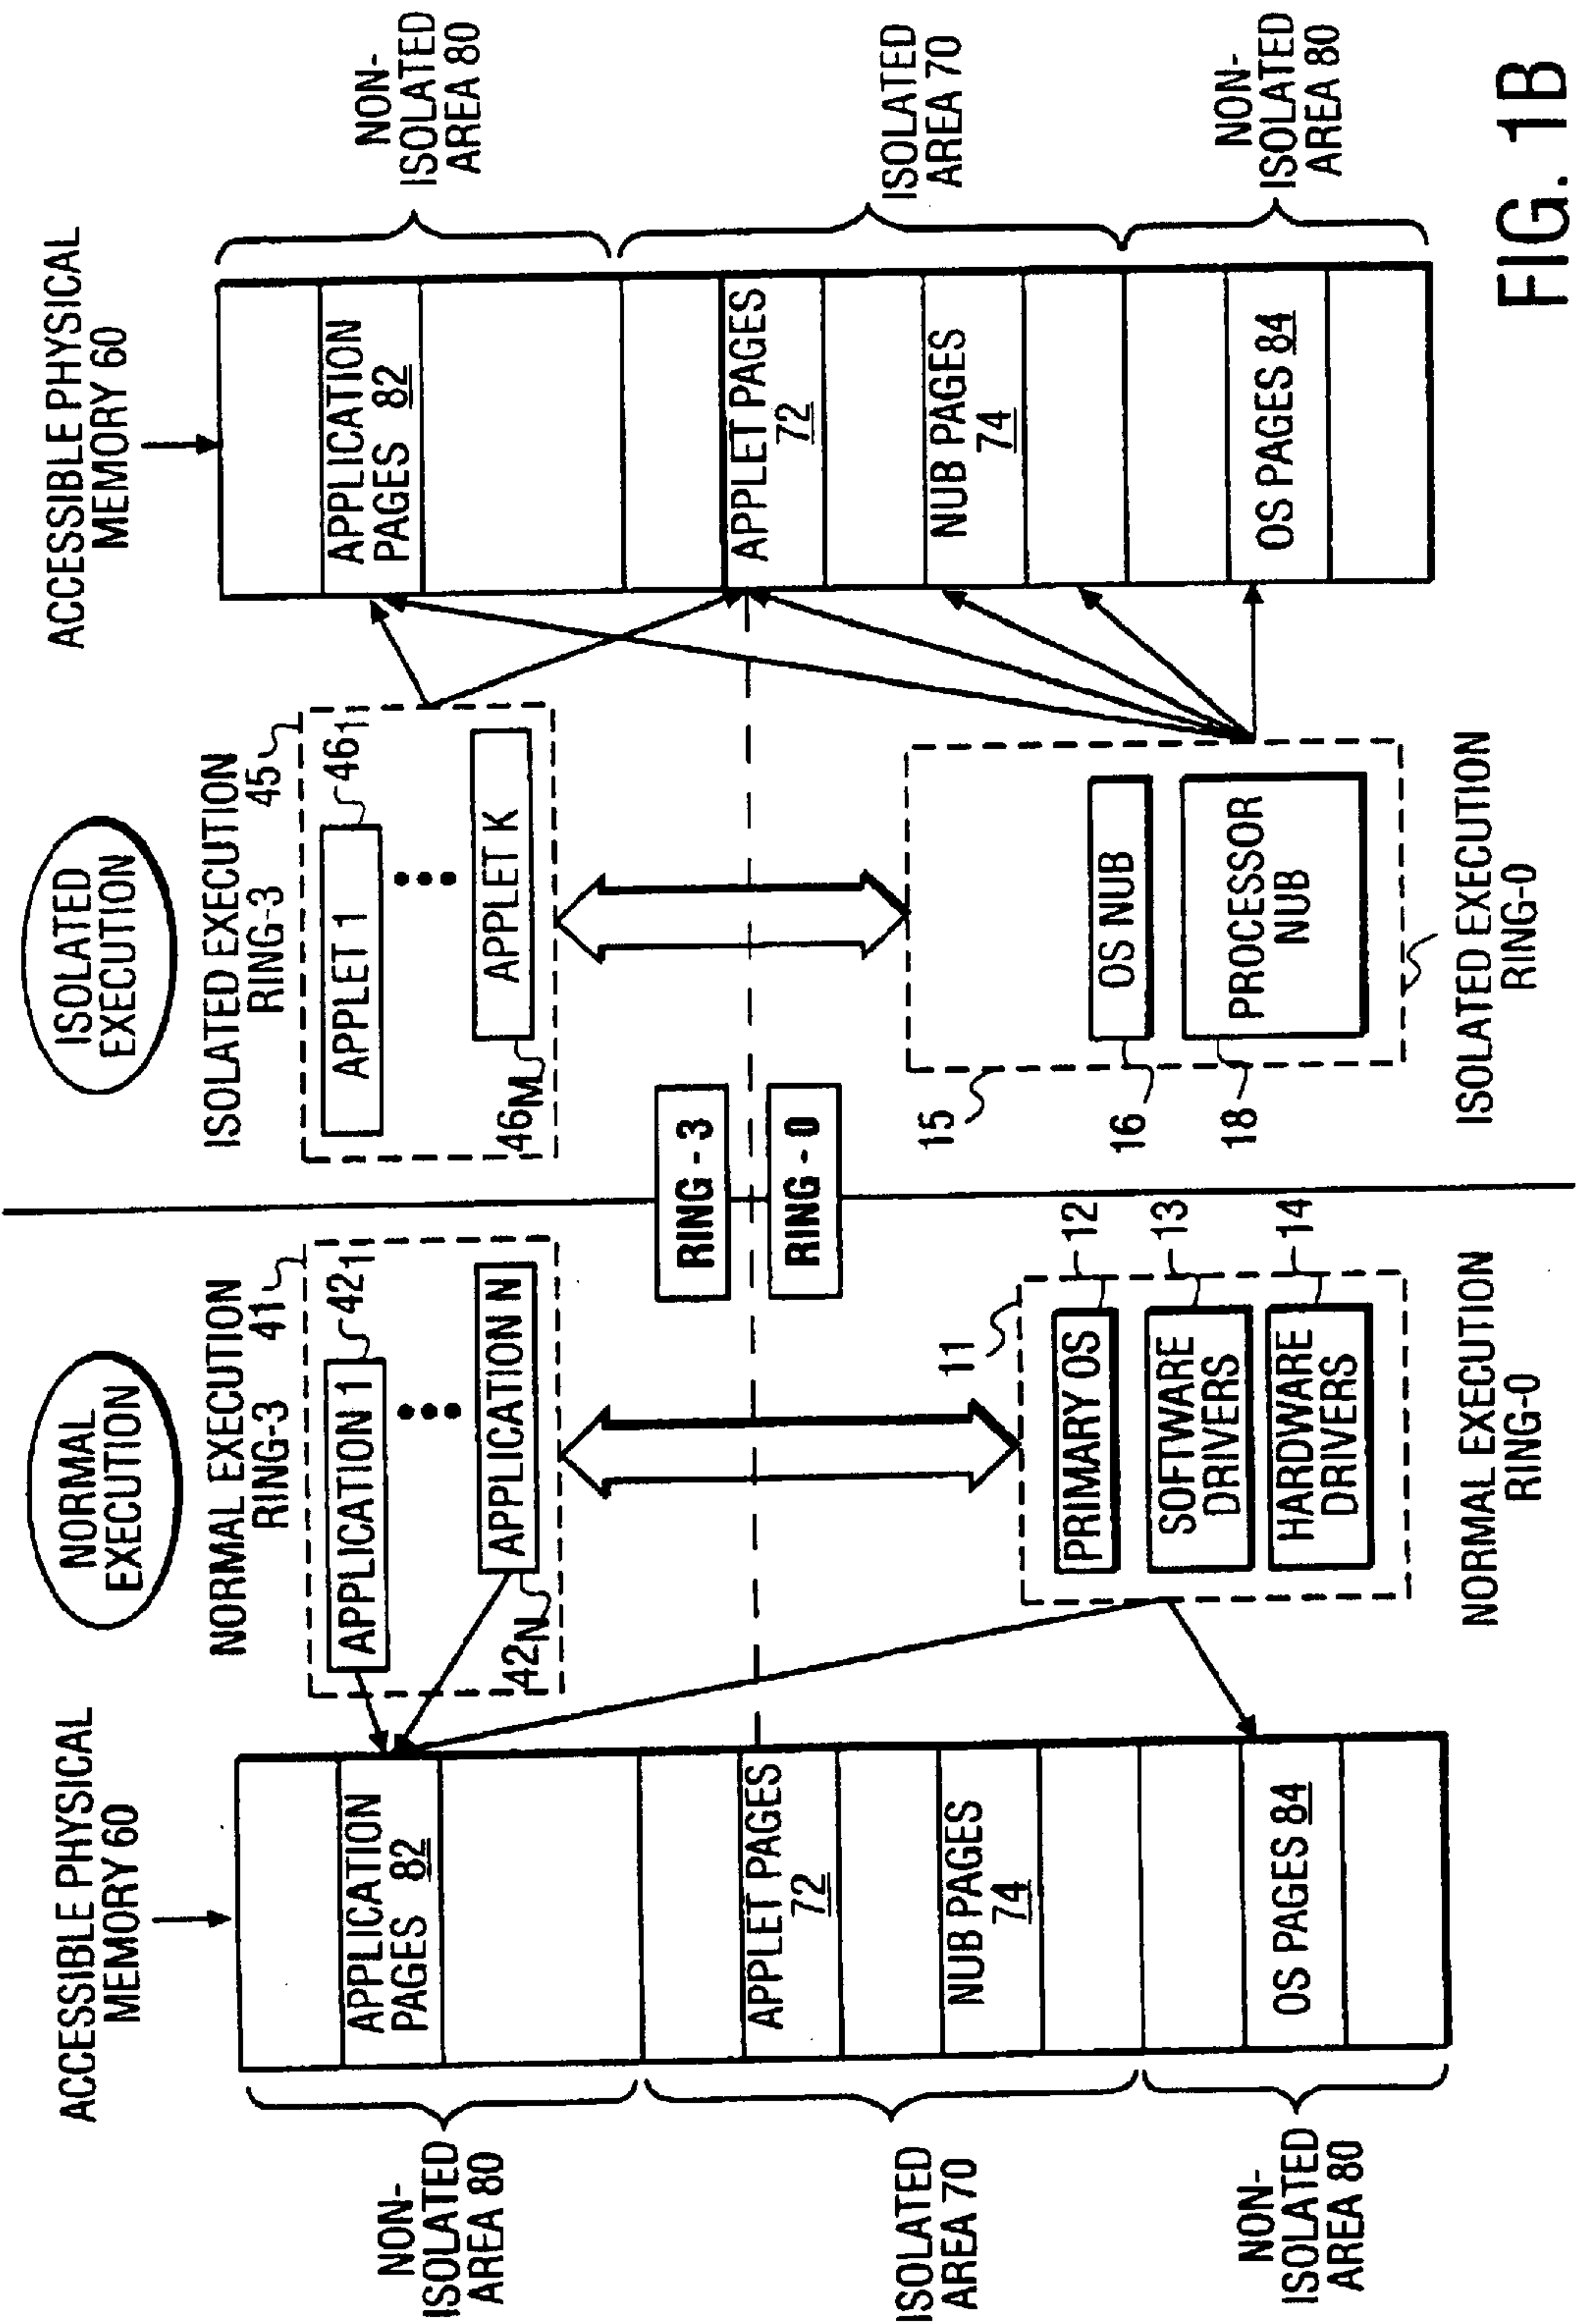 NORMAL
EXECUTION
ISOLATED
EXECUTION
ACCESSIBLE PHYSICAL
MEMORY 60
NORMAL EXECUTION
RING-3
41
ISOLATED EXECUTION
RING-3
45
ACCESSIBLE PHYSICAL
MEMORY 60
NON-
ISOLATED
AREA 80
APPLICATION
PAGES 82
APPLICATION 1
42₁
APPLICATION N
42N
APPLET 1
46₁
APPLET K
46M
APPLICATION
PAGES 82
NON-
ISOLATED
AREA 80
RING - 3
RING - 0
ISOLATED
AREA 70
APPLET PAGES
72
NUB PAGES
74
APPLET PAGES
72
NUB PAGES
74
ISOLATED
AREA 70
11
PRIMARY OS
12
SOFTWARE
DRIVERS
13
HARDWARE
DRIVERS
14
15
OS NUB
16
PROCESSOR
NUB
18
NON-
ISOLATED
AREA 80
OS PAGES 84
OS PAGES 84
NON-
ISOLATED
AREA 80
NORMAL EXECUTION
RING-0
ISOLATED EXECUTION
RING-0
FIG. 1B